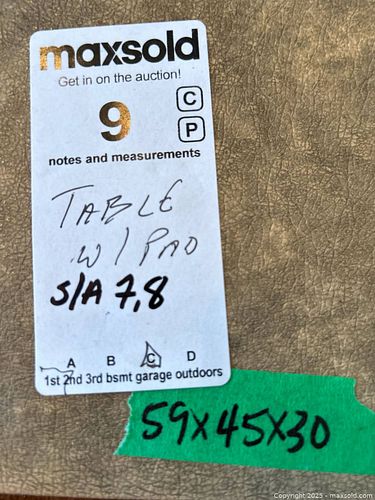 maxsold
Get in on the auction!
9
C
P
notes and measurements
TABLE
W/PAD
S/A 7,8
A B C D
1st 2nd 3rd bsmt garage outdoors
59x45x30
Copyright 2025 - maxsold.com